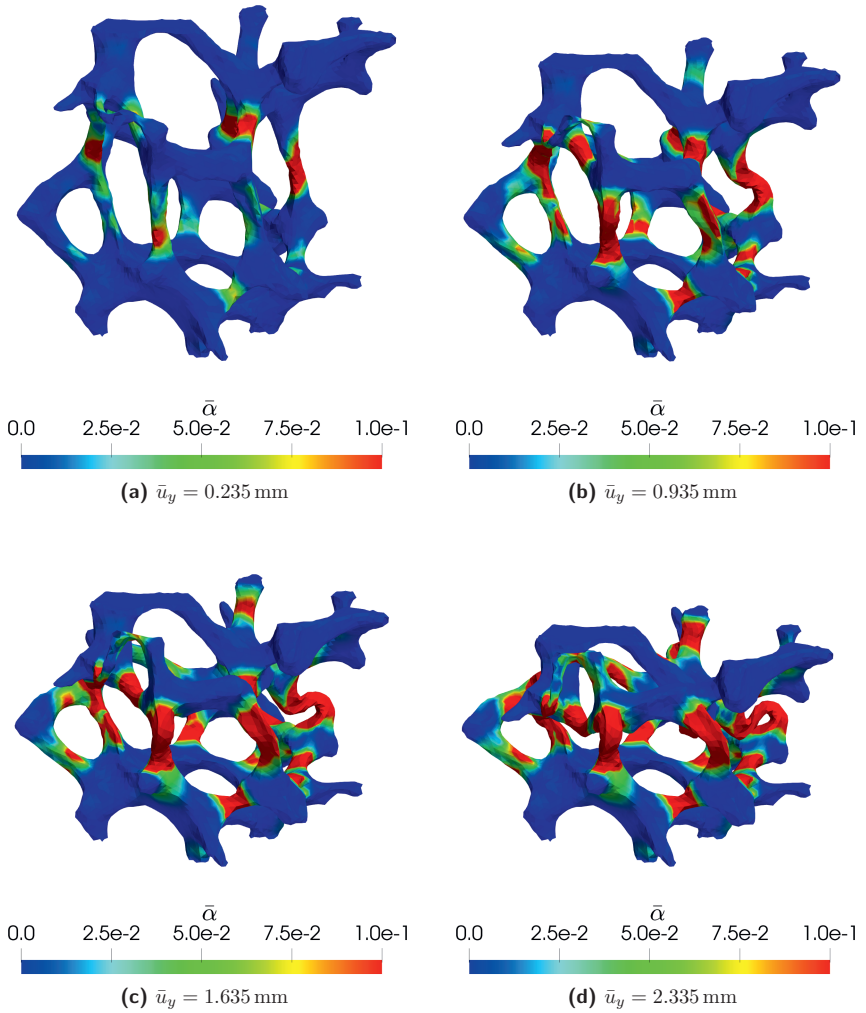 ᾱ
ᾱ
0.0 2.5e-2 5.0e-2 7.5e-2 1.0e-1
0.0 2.5e-2 5.0e-2 7.5e-2 1.0e-1
(a) ū_y = 0.235 mm
(b) ū_y = 0.935 mm
ᾱ
ᾱ
0.0 2.5e-2 5.0e-2 7.5e-2 1.0e-1
0.0 2.5e-2 5.0e-2 7.5e-2 1.0e-1
(c) ū_y = 1.635 mm
(d) ū_y = 2.335 mm